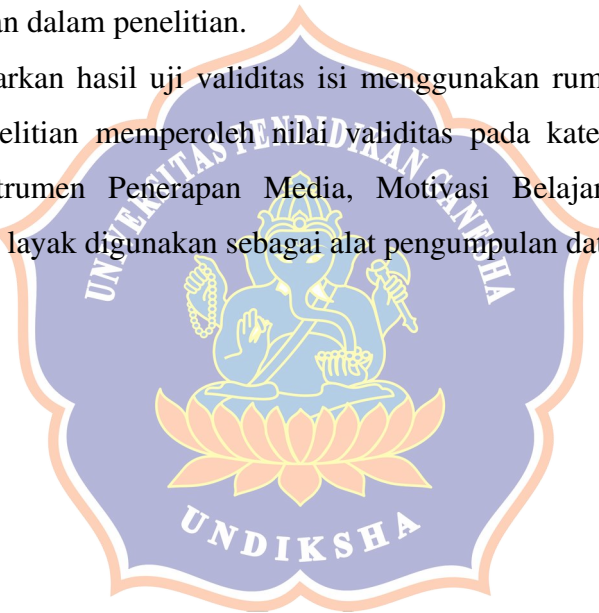 an dalam penelitian.
arkan hasil uji validitas isi menggunakan rum
elitian memperoleh nilai validitas pada kate
strumen Penerapan Media, Motivasi Belajar
layak digunakan sebagai alat pengumpulan dat
UNIVERSITAS PENDIDIKAN GANESHA
UNDIKSHA